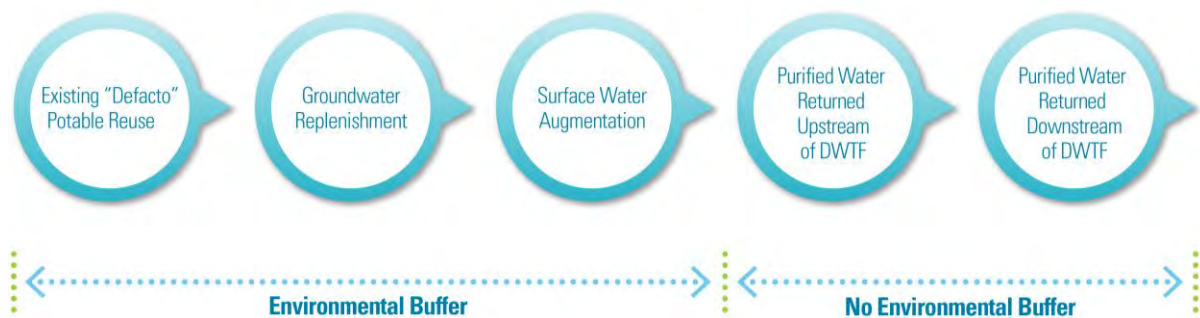 Existing "Defacto"
Potable Reuse
Groundwater
Replenishment
Surface Water
Augmentation
Purified Water
Returned
Upstream
of DWTF
Purified Water
Returned
Downstream
of DWTF
Environmental Buffer
No Environmental Buffer